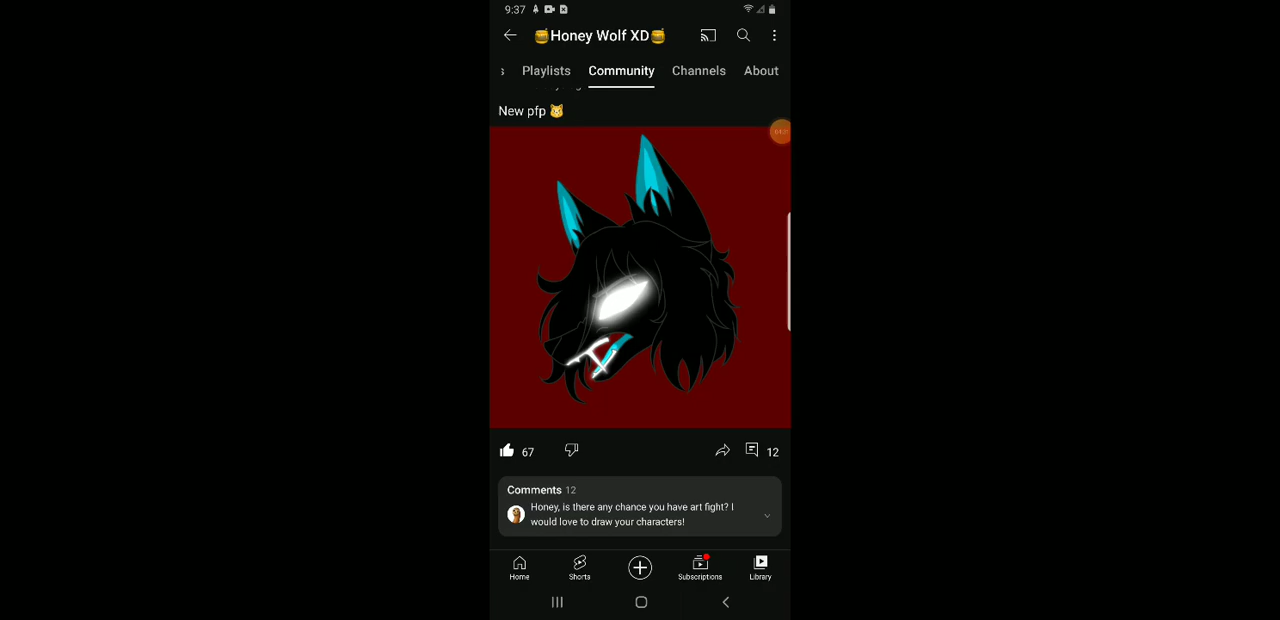 9:37
🍯Honey Wolf XD🍯
s Playlists Community Channels About
New pfp 🐹
67
12
Comments 12
Honey, is there any chance you have art fight? I
would love to draw your characters!
Home Shorts Subscriptions Library